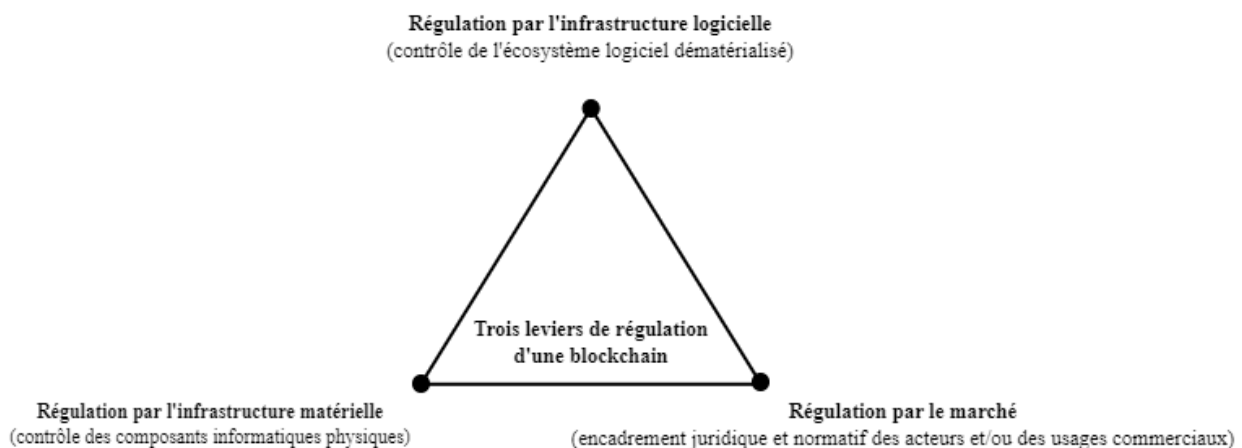 Régulation par l'infrastructure logicielle
(contrôle de l'écosystème logiciel dématérialisé)
Trois leviers de régulation
d'une blockchain
Régulation par l'infrastructure matérielle
(contrôle des composants informatiques physiques)
Régulation par le marché
(encadrement juridique et normatif des acteurs et/ou des usages commerciaux)